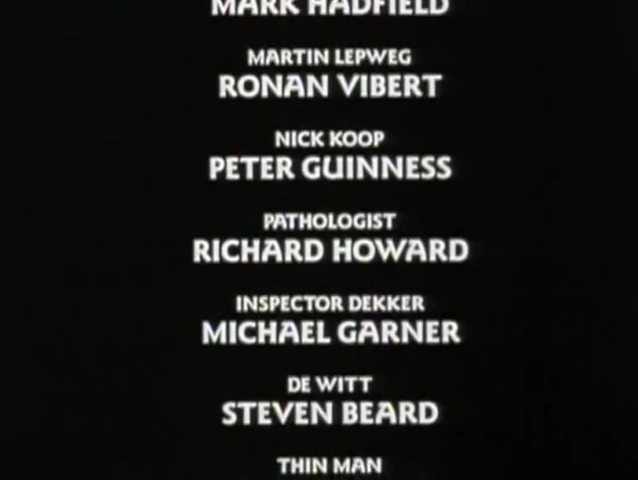 MARK HADFIELD
MARTIN LEPWEG
RONAN VIBERT
NICK KOOP
PETER GUINNESS
PATHOLOGIST
RICHARD HOWARD
INSPECTOR DEKKER
MICHAEL GARNER
DE WITT
STEVEN BEARD
THIN MAN